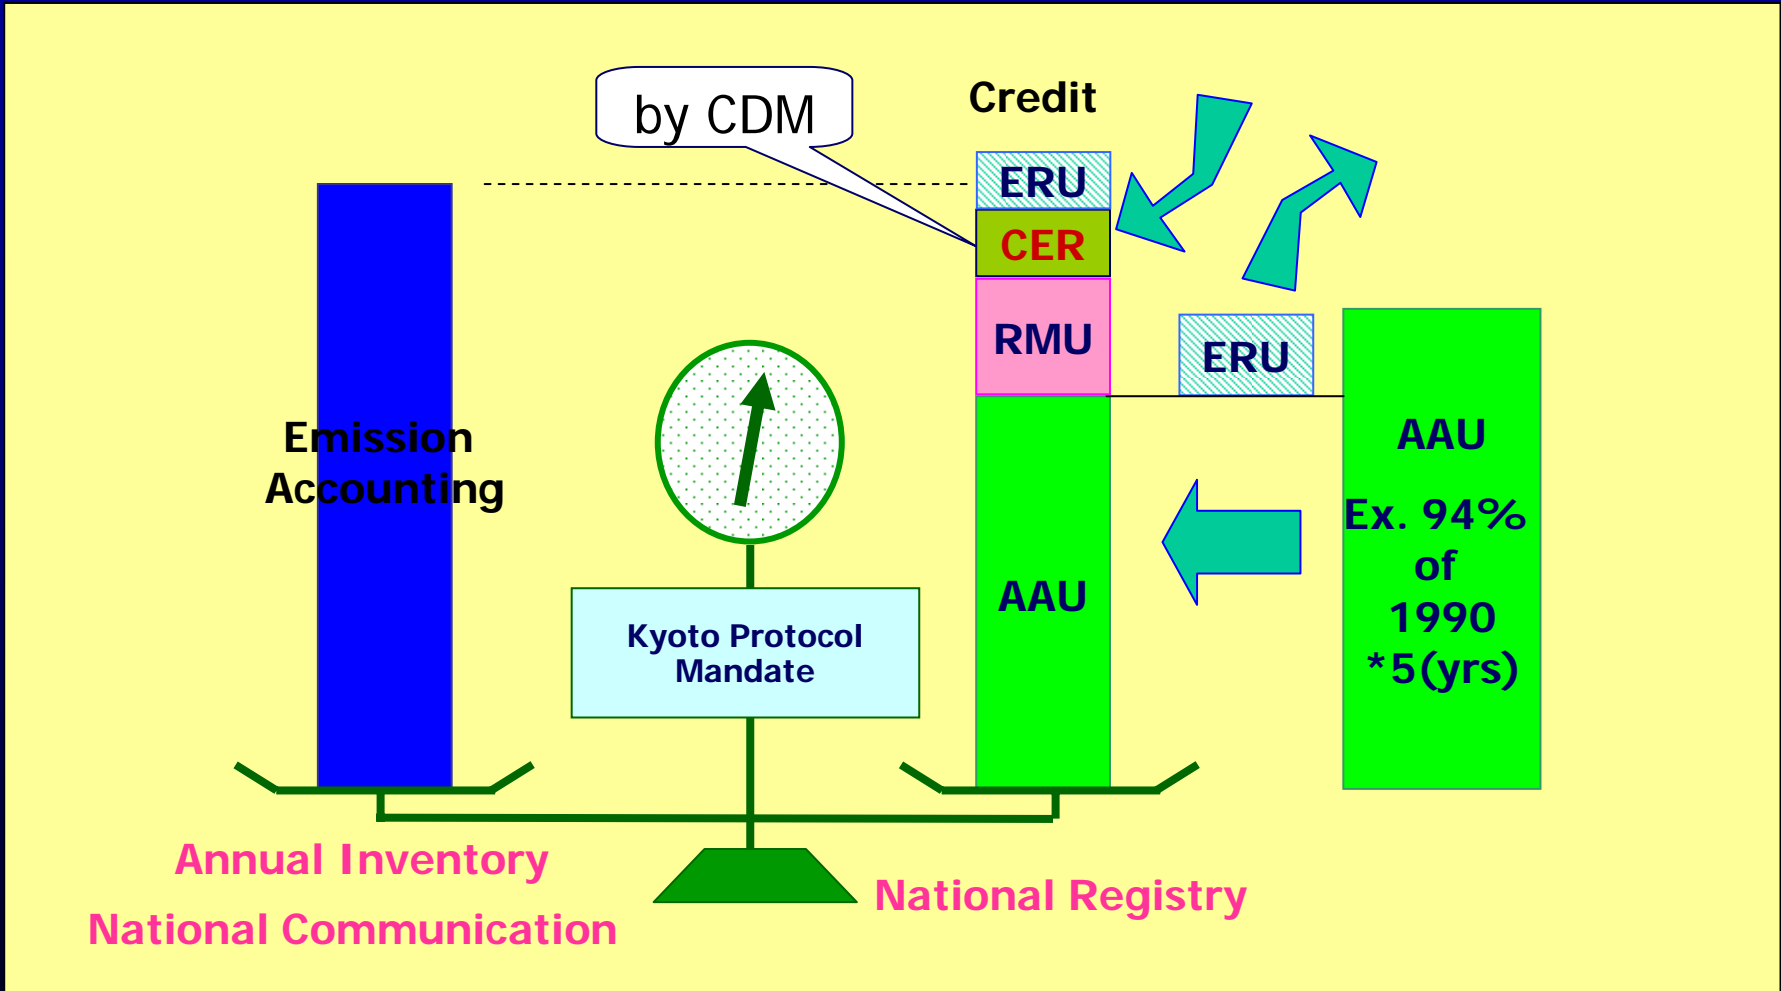 by CDM
Credit
ERU
CER
RMU
AAU
ERU
AAU
Ex. 94%
of
1990
*5(yrs)
Emission
Accounting
Kyoto Protocol
Mandate
Annual Inventory
National Communication
National Registry